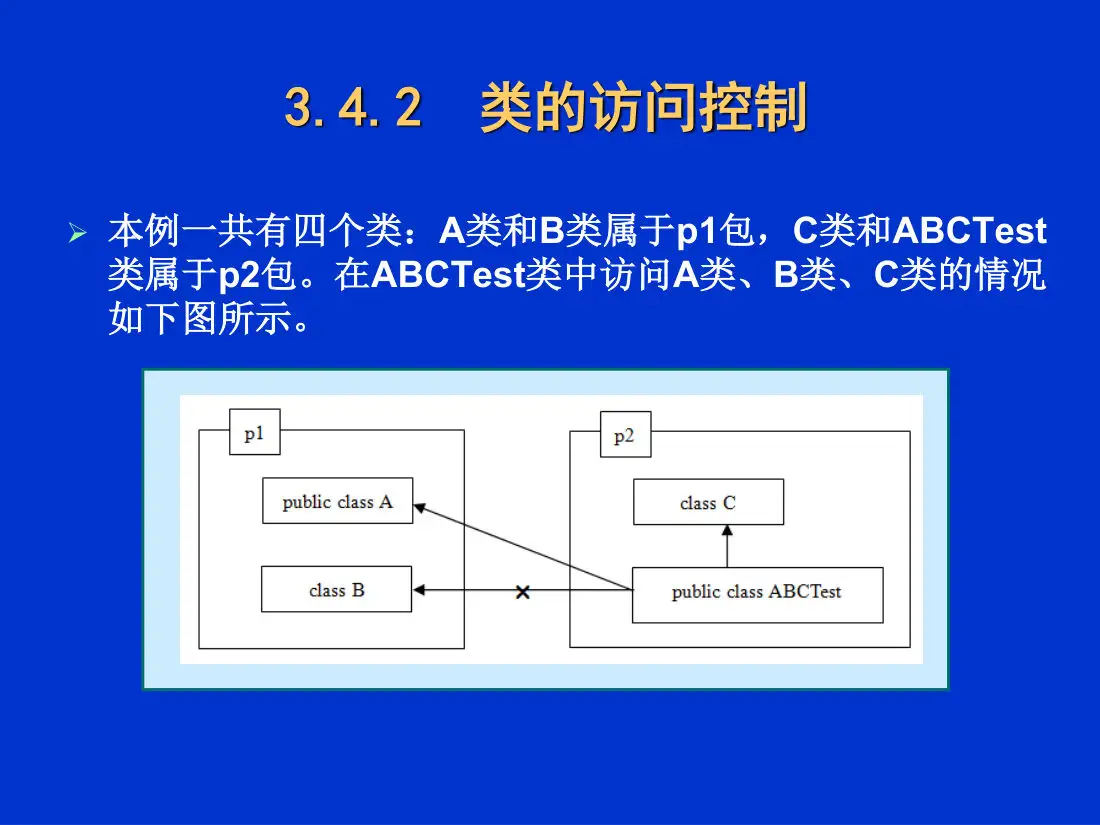 3.4.2 类的访问控制
本例一共有四个类：A类和B类属于p1包，C类和ABCTest
类属于p2包。在ABCTest类中访问A类、B类、C类的情况
如下图所示。
p1
p2
public class A
class C
class B
public class ABCTest